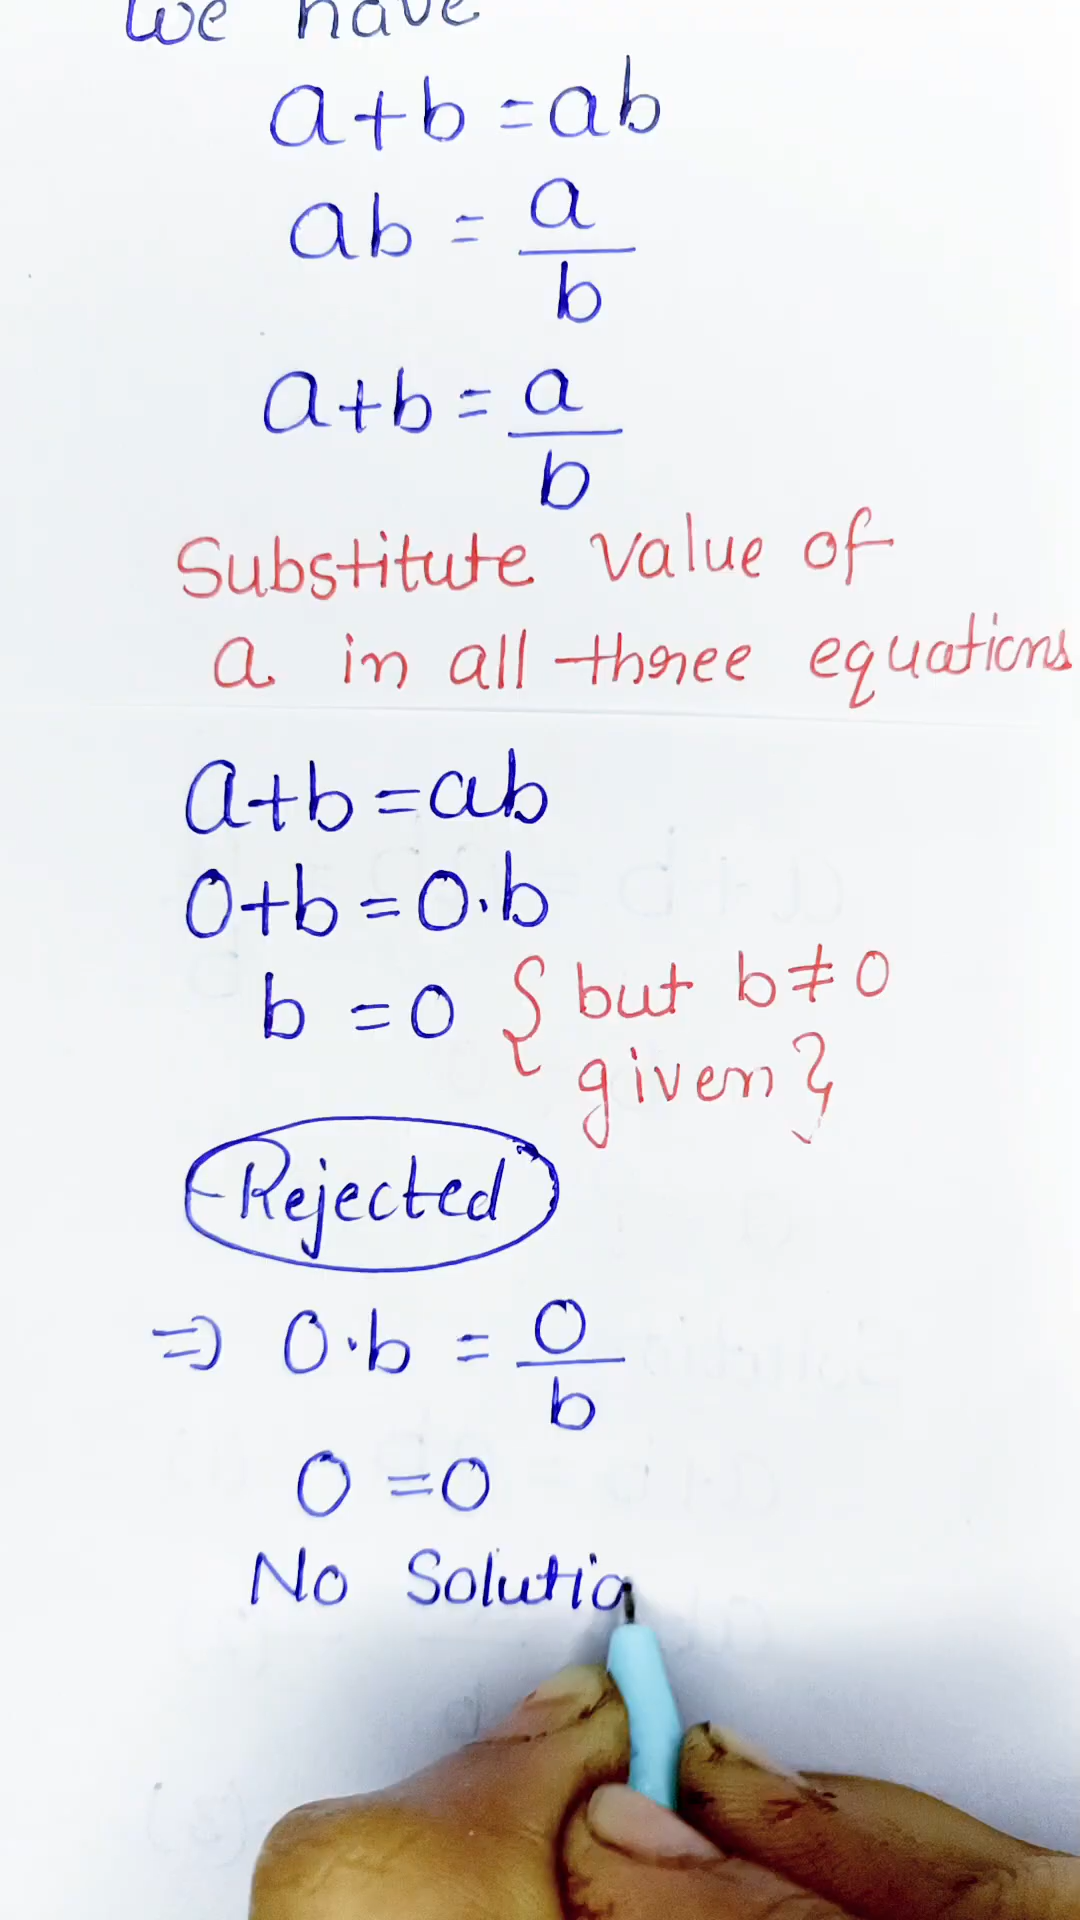 We have
a+b=ab
ab = a/b
a+b = a/b
Substitute value of
a in all three equations
a+b=ab
0+b=0·b
b = 0 { but b≠0
given }
Rejected
⇒ 0·b = 0/b
0 = 0
No Solutio